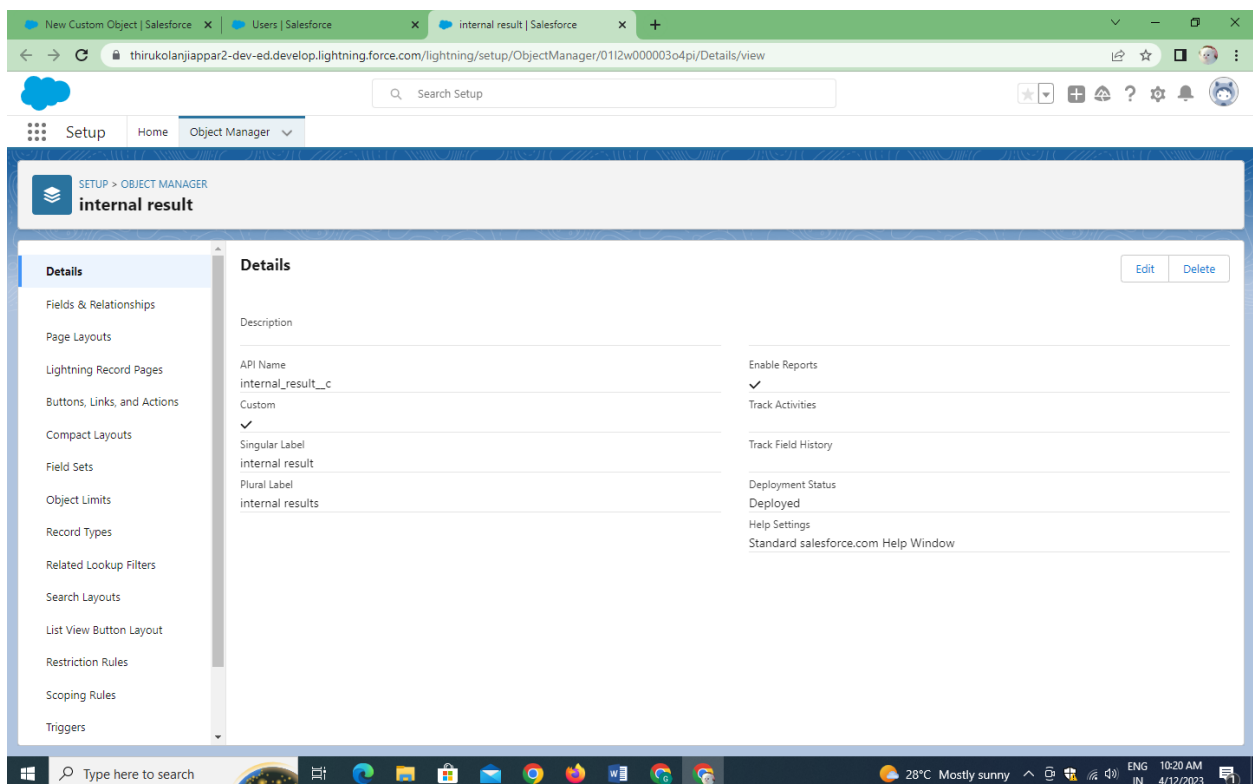 New Custom Object | Salesforce
Users | Salesforce
internal result | Salesforce
thirukolanjiappar2-dev-ed.develop.lightning.force.com/lightning/setup/ObjectManager/01I2w000003o4pi/Details/view
Search Setup
Setup Home Object Manager
SETUP > OBJECT MANAGER
internal result
Details
Fields & Relationships
Page Layouts
Lightning Record Pages
Buttons, Links, and Actions
Compact Layouts
Field Sets
Object Limits
Record Types
Related Lookup Filters
Search Layouts
List View Button Layout
Restriction Rules
Scoping Rules
Triggers
Details
Edit Delete
Description
API Name
internal_result__c
Custom
Singular Label
internal result
Plural Label
internal results
Enable Reports
Track Activities
Track Field History
Deployment Status
Deployed
Help Settings
Standard salesforce.com Help Window
Type here to search
28°C Mostly sunny
ENG
IN
10:20 AM
4/12/2023